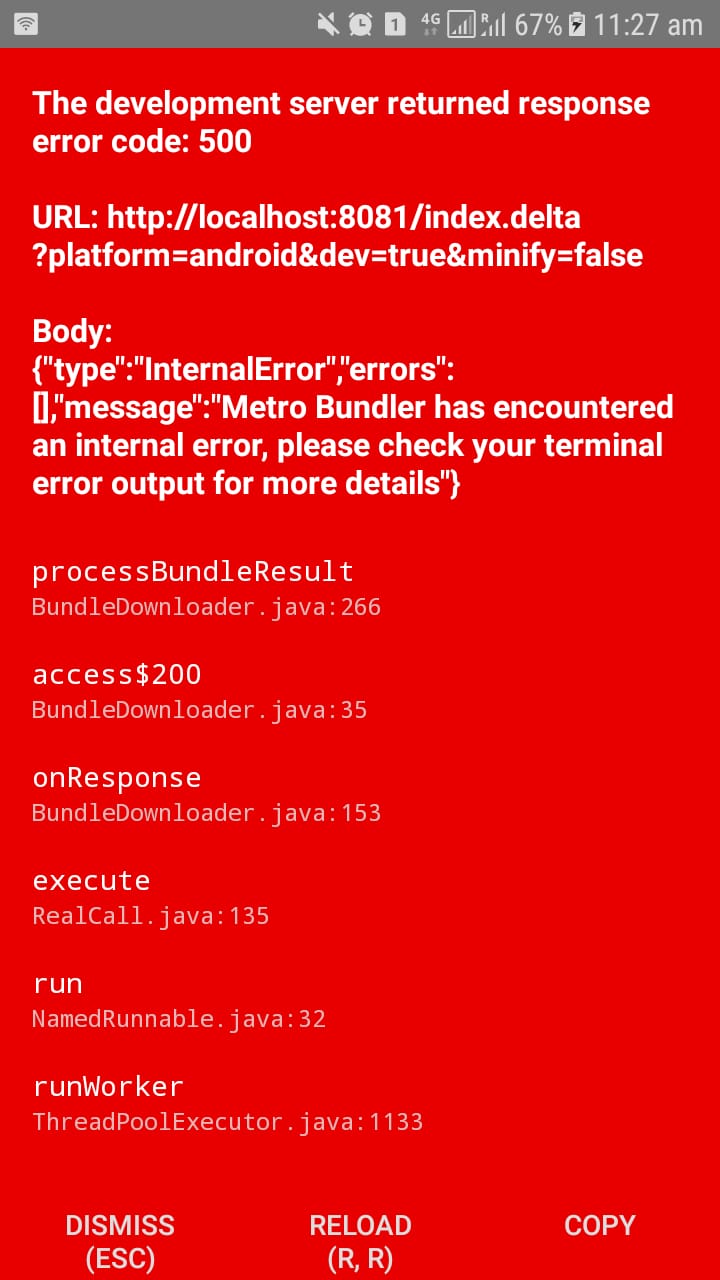 1 4G R 67% 11:27 am
The development server returned response
error code: 500
URL: http://localhost:8081/index.delta
?platform=android&dev=true&minify=false
Body:
{"type":"InternalError","errors":
[],"message":"Metro Bundler has encountered
an internal error, please check your terminal
error output for more details"}
processBundleResult
BundleDownloader.java:266
access$200
BundleDownloader.java:35
onResponse
BundleDownloader.java:153
execute
RealCall.java:135
run
NamedRunnable.java:32
runWorker
ThreadPoolExecutor.java:1133
DISMISS RELOAD COPY
(ESC) (R, R)